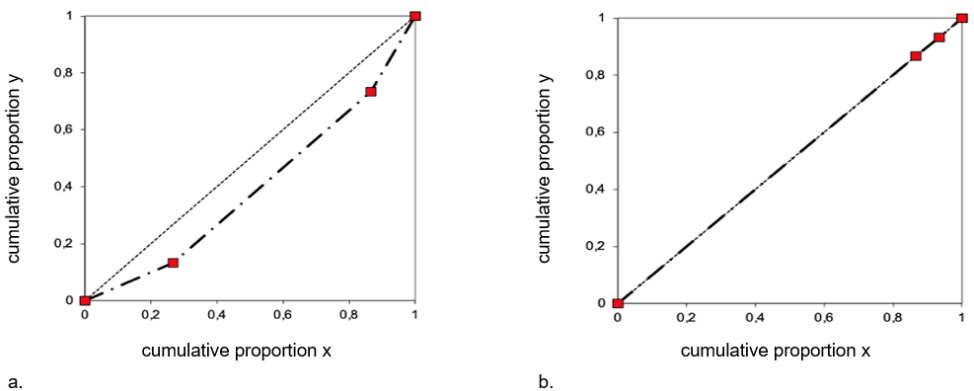 1
0,8
0,6
0,4
0,2
0
0 0,2 0,4 0,6 0,8 1
cumulative proportion y
cumulative proportion x
a.
1
0,8
0,6
0,4
0,2
0
0 0,2 0,4 0,6 0,8 1
cumulative proportion y
cumulative proportion x
b.